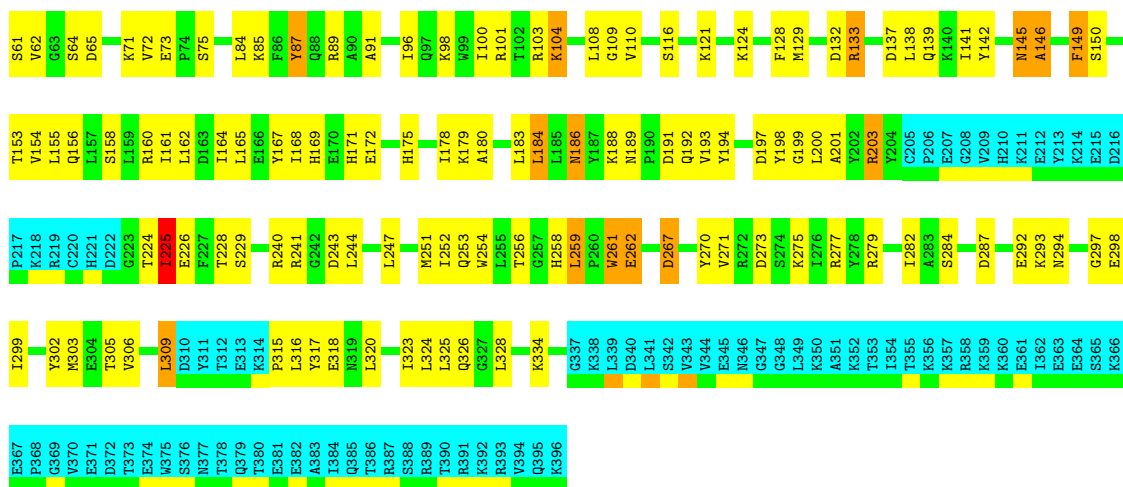 S61 V62 G63 S64 D65 K71 V72 E73 P74 S75 L84 K85 F86 Y87 Q88 R89 A90 A91 I96 Q97 K98 W99 I100 R101 T102 R103 K104 L108 G109 V110 S116 K121 K124 F128 M129 D132 R133 D137 L138 Q139 K140 I141 Y142 N145 A146 F149 S150
T153 V154 L155 Q156 L157 S158 L159 R160 I161 L162 D163 I164 L165 E166 Y167 I168 H169 E170 H171 E172 H175 I178 K179 A180 L183 L184 L185 N186 Y187 K188 N189 P190 D191 Q192 V193 Y194 D197 Y198 G199 L200 A201 Y202 R203 Y204 C205 P206 E207 G208 V209 H210 K211 E212 Y213 K214 E215 D216
P217 K218 R219 C220 H221 D222 G223 T224 I225 E226 F227 T228 S229 R240 R241 G242 D243 L244 L247 M251 I252 Q253 W254 L255 T256 G257 H258 L259 P260 W261 E262 D267 Y270 V271 R272 D273 S274 K275 I276 R277 Y278 R279 I282 A283 S284 D287 E292 K293 N294 G297 E298
I299 Y302 M303 E304 T305 V306 L309 D310 Y311 T312 E313 K314 P315 L316 Y317 E318 N319 L320 I323 L324 L325 Q326 G327 L328 K334 G337 K338 L339 D340 L341 S342 V343 V344 E345 N346 G347 G348 L349 K350 A351 K352 T353 I354 T355 K356 K357 R358 K359 K360 E361 I362 E363 E364 S365 K366
E367 P368 G369 V370 E371 D372 T373 E374 W375 S376 N377 T378 Q379 T380 E381 E382 A383 I384 Q385 T386 R387 S388 R389 T390 R391 K392 R393 V394 Q395 K396